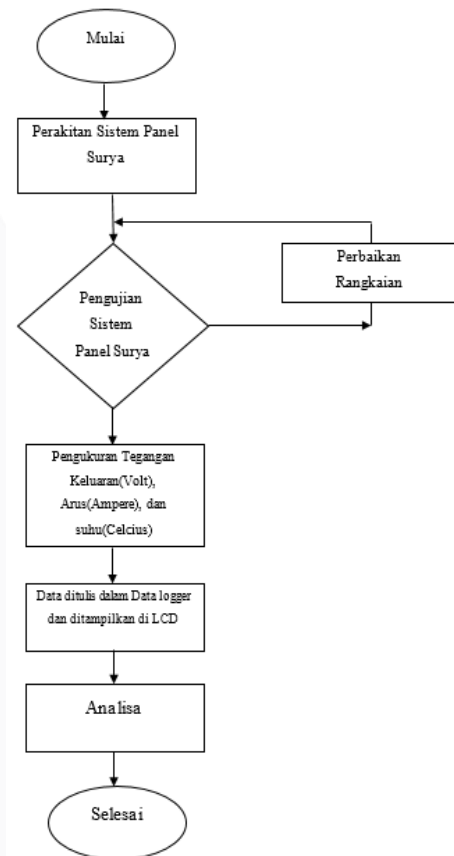 Mulai
Perakitan Sistem Panel
Surya
Perbaikan
Rangkaian
Pengujian
Sistem
Panel Surya
Pengukuran Tegangan
Keluaran(Volt),
Arus(Ampere), dan
suhu(Celcius)
Data ditulis dalam Data logger
dan ditampilkan di LCD
Analisa
Selesai